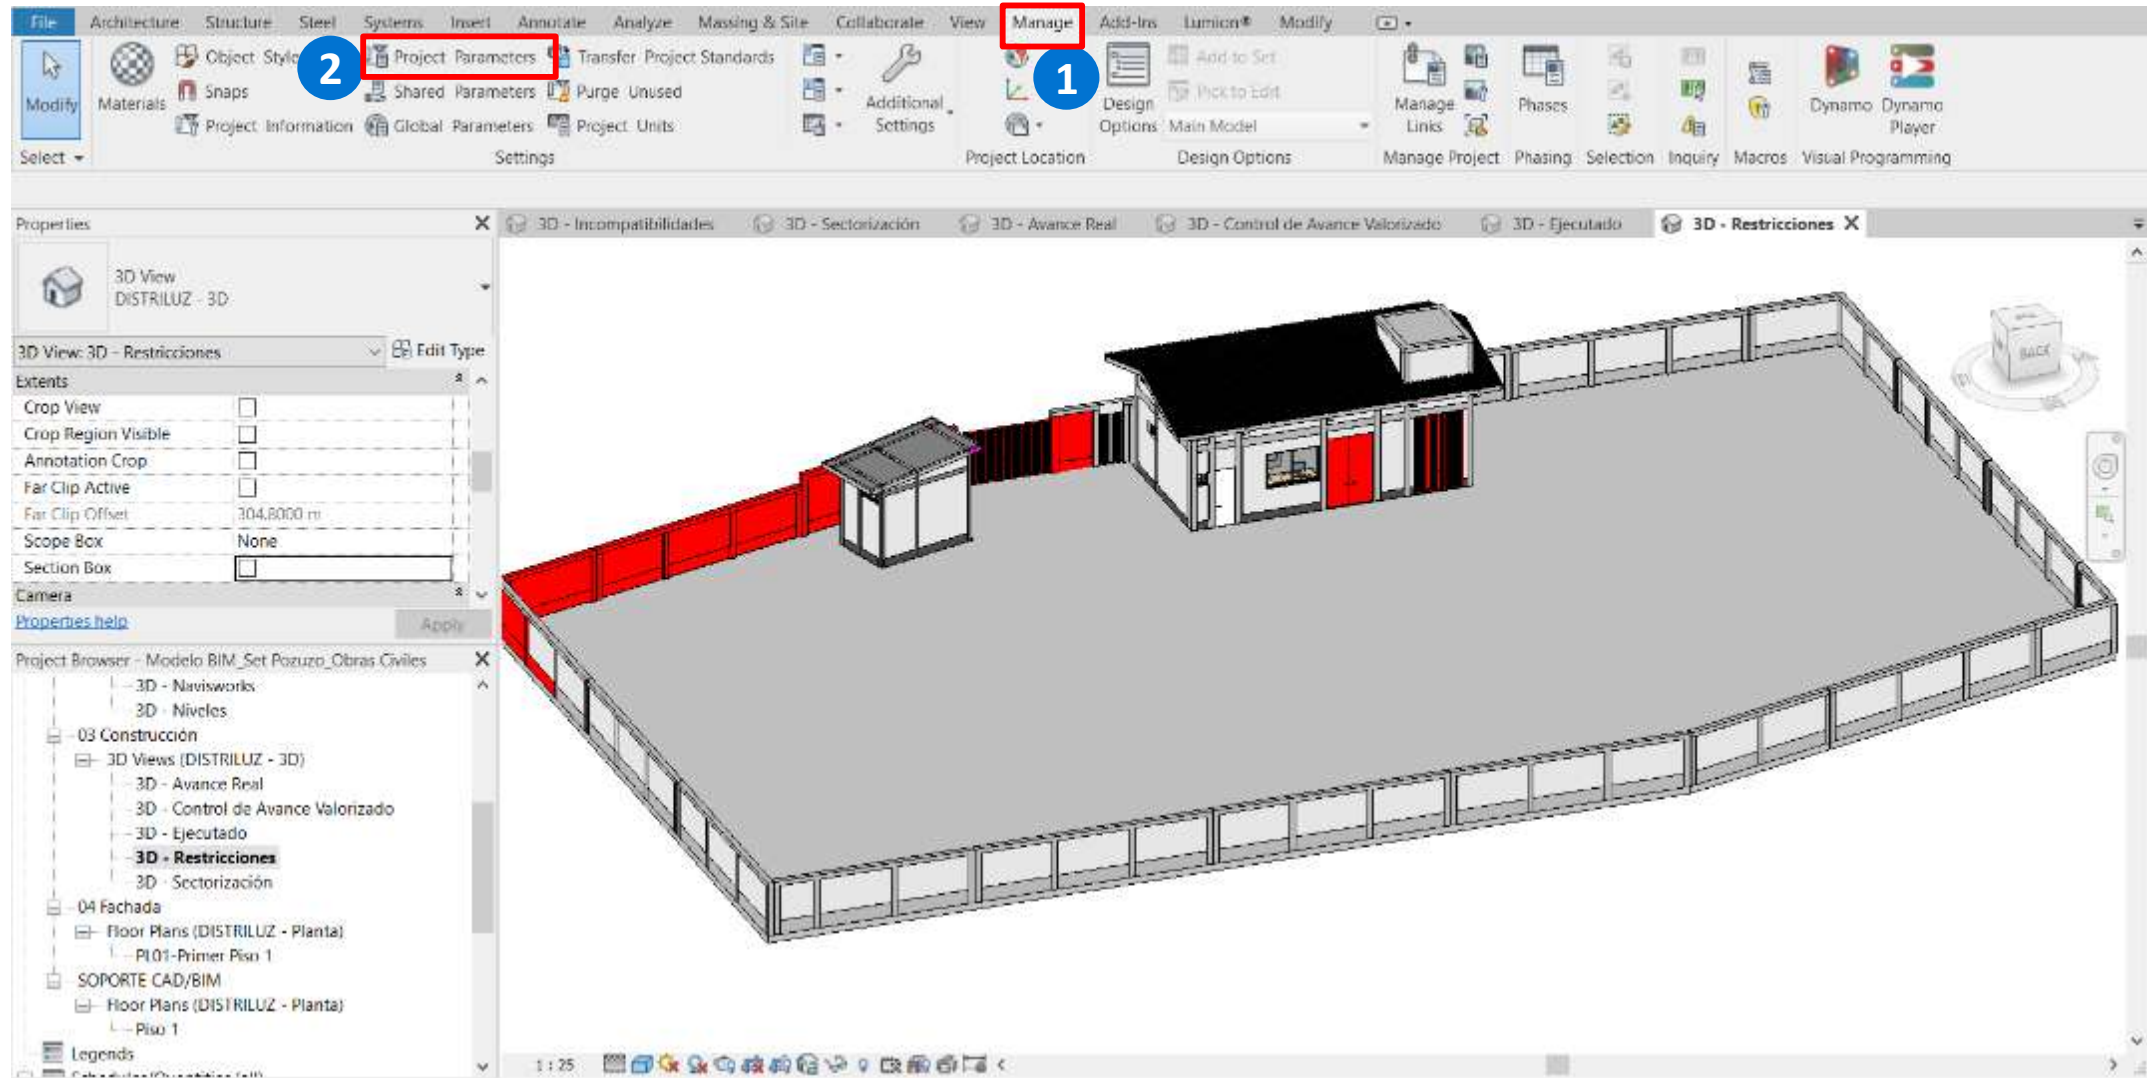 File Architecture Structure Steel Systems Insert Annotate Analyze Massing & Site Collaborate View Manage Add-Ins Lumion® Modify
Modify
Materials
Object Style
Snaps
Project Information
2
Project Parameters
Shared Parameters
Global Parameters
Transfer Project Standards
Purge Unused
Project Units
Additional
Settings
1
Design
Options
Add to Set
Pick to Edit
Main Model
Manage
Links
Phases
Dynamo
Dynamo
Player
Select
Settings
Project Location
Design Options
Manage Project
Phasing
Selection
Inquiry
Macros
Visual Programming
Properties
3D - Incompatibilidades
3D - Sectorización
3D - Avance Real
3D - Control de Avance Valorizado
3D - Ejecutado
3D - Restricciones
3D View
DISTRILUZ - 3D
3D View: 3D - Restricciones
Edit Type
Extents
Crop View
Crop Region Visible
Annotation Crop
Far Clip Active
Far Clip Offset 304.8000 m
Scope Box None
Section Box
Camera
Properties help
Apply
BACK
Project Browser - Modelo BIM_Set Pozuzo_Obras Civiles
3D - Navisworks
3D - Niveles
03 Construcción
3D Views (DISTRILUZ - 3D)
3D - Avance Real
3D - Control de Avance Valorizado
3D - Ejecutado
3D - Restricciones
3D - Sectorización
04 Fachada
Floor Plans (DISTRILUZ - Planta)
PL01-Primer Piso 1
SOPORTE CAD/BIM
Floor Plans (DISTRILUZ - Planta)
Piso 1
Legends
Schedules/Quantities (all)
1 : 25